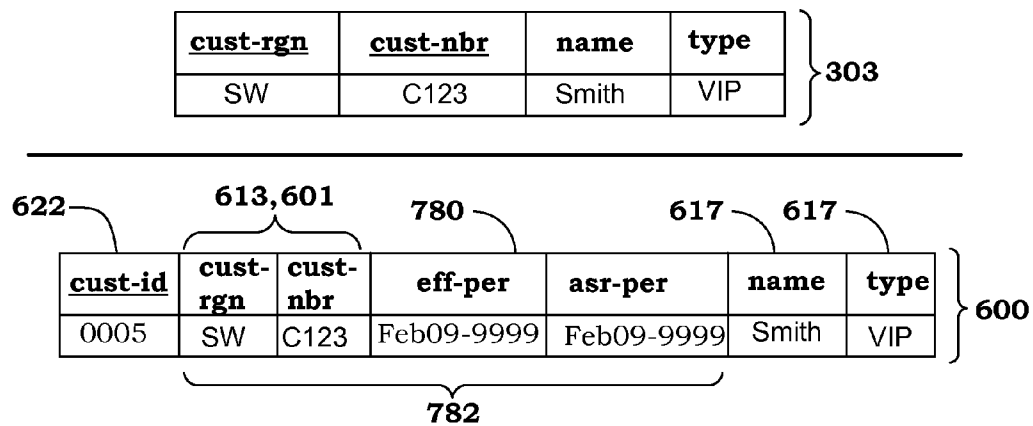 cust-rgn cust-nbr name type
SW C123 Smith VIP
303
622 613,601 780 617 617
cust-id cust-rgn cust-nbr eff-per asr-per name type
0005 SW C123 Feb09-9999 Feb09-9999 Smith VIP
600
782